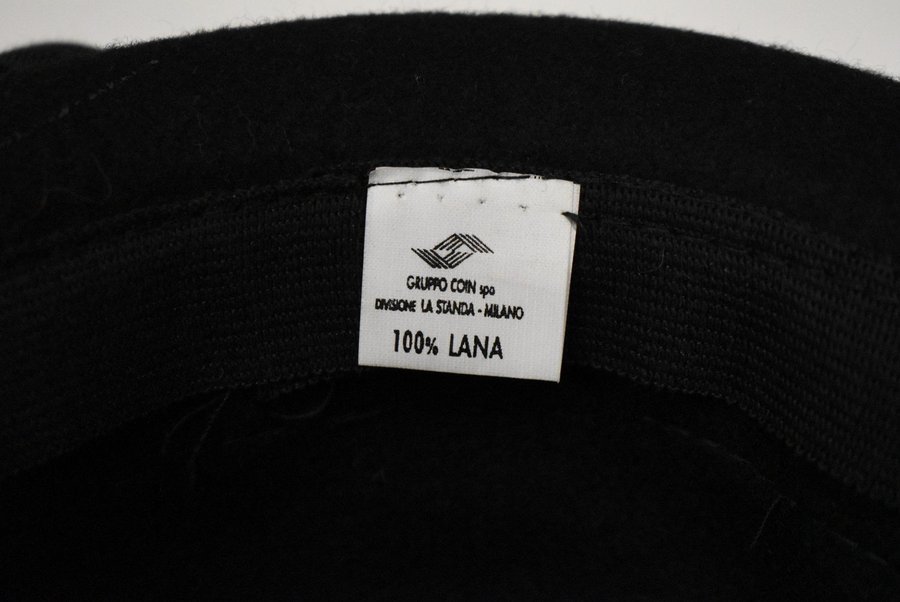 GRUPPO COIN spa
DIVISIONE LA STANDA - MILANO
100% LANA